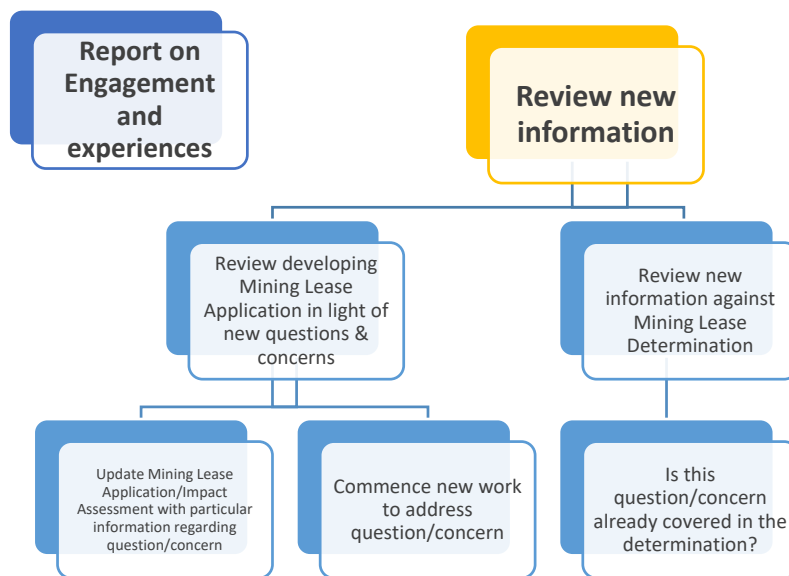 Report on
Engagement
and
experiences
Review new
information
Review developing
Mining Lease
Application in light of
new questions &
concerns
Review new
information against
Mining Lease
Determination
Update Mining Lease
Application/Impact
Assessment with particular
information regarding
question/concern
Commence new work
to address
question/concern
Is this
question/concern
already covered in the
determination?